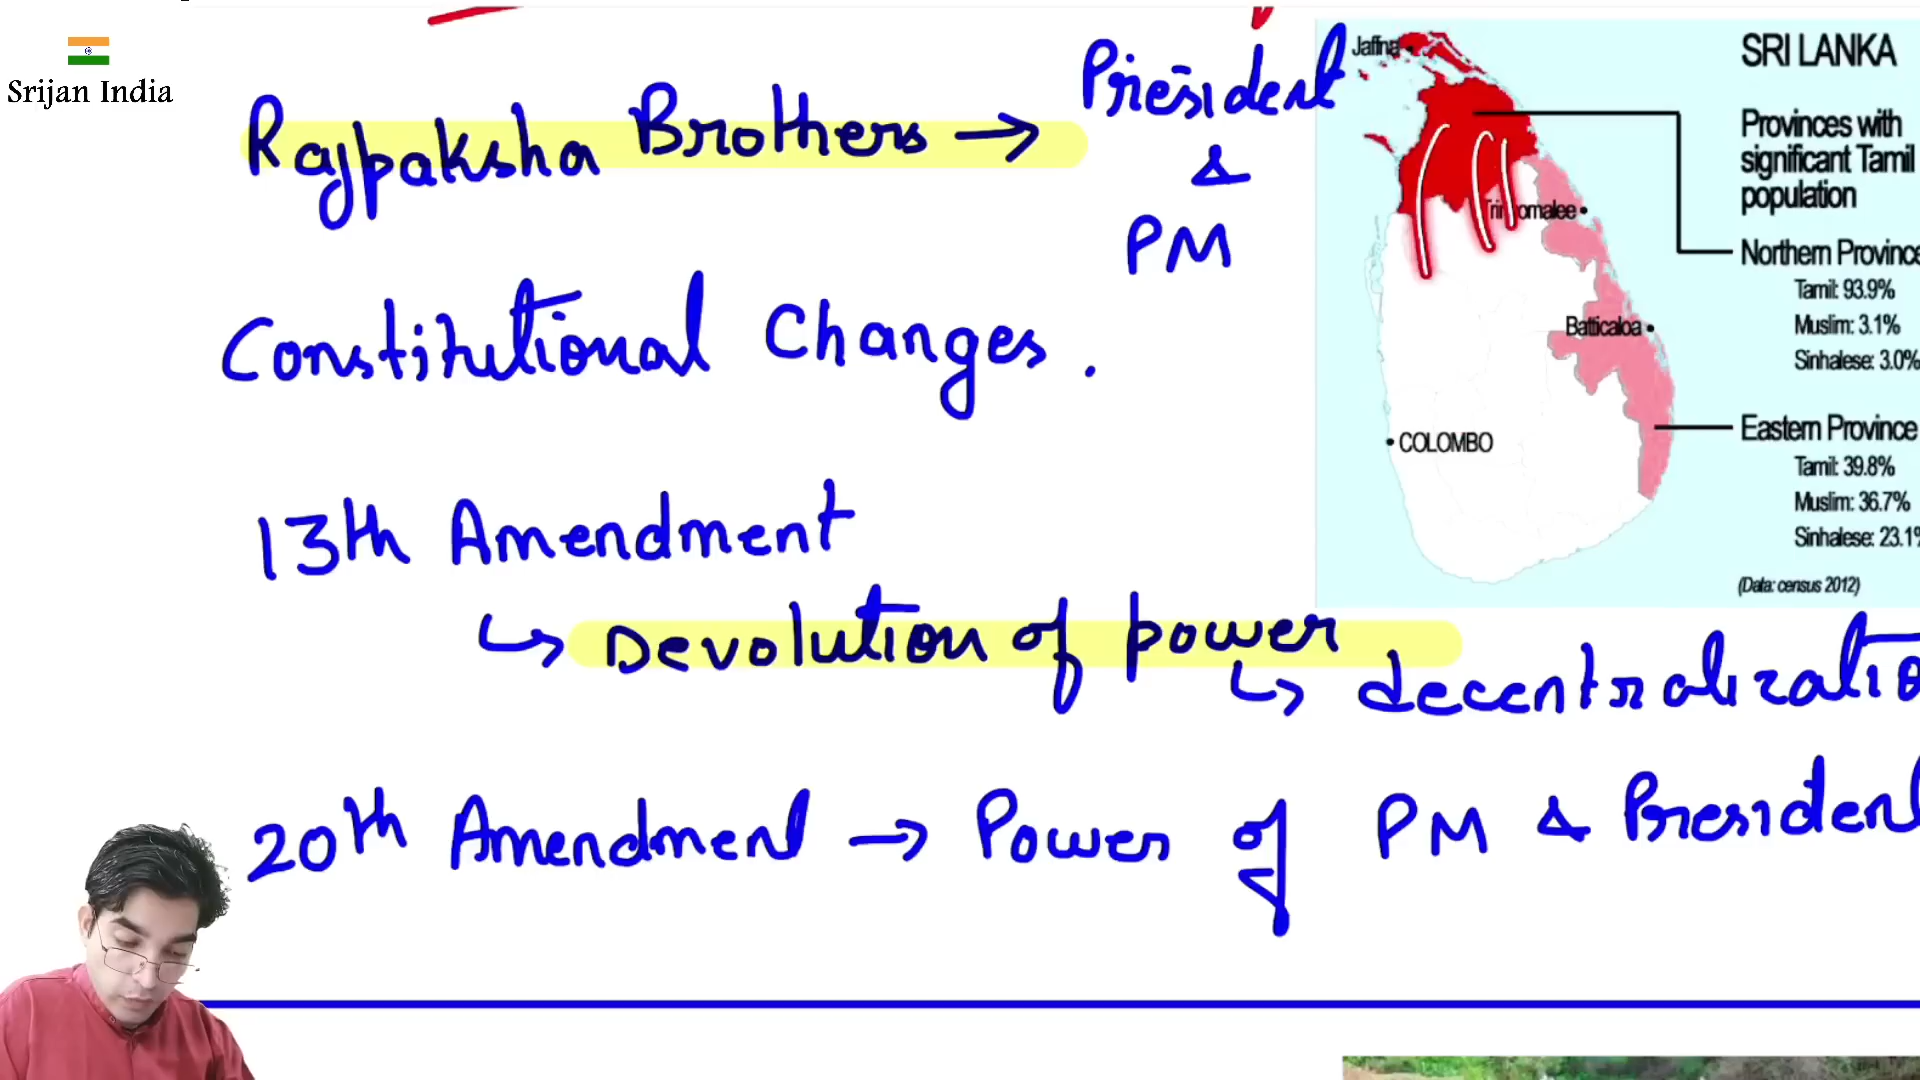 Srijan India
Rajpaksha Brothers → President
&
PM
Constitutional Changes.
13th Amendment
↳ Devolution of power
↳ decentralizatio
20th Amendment → Power of PM & President
Jaffna
Trincomalee
Batticaloa
COLOMBO
SRI LANKA
Provinces with
significant Tamil
population
Northern Province
Tamil: 93.9%
Muslim: 3.1%
Sinhalese: 3.0%
Eastern Province
Tamil: 39.8%
Muslim: 36.7%
Sinhalese: 23.1%
(Data: census 2012)